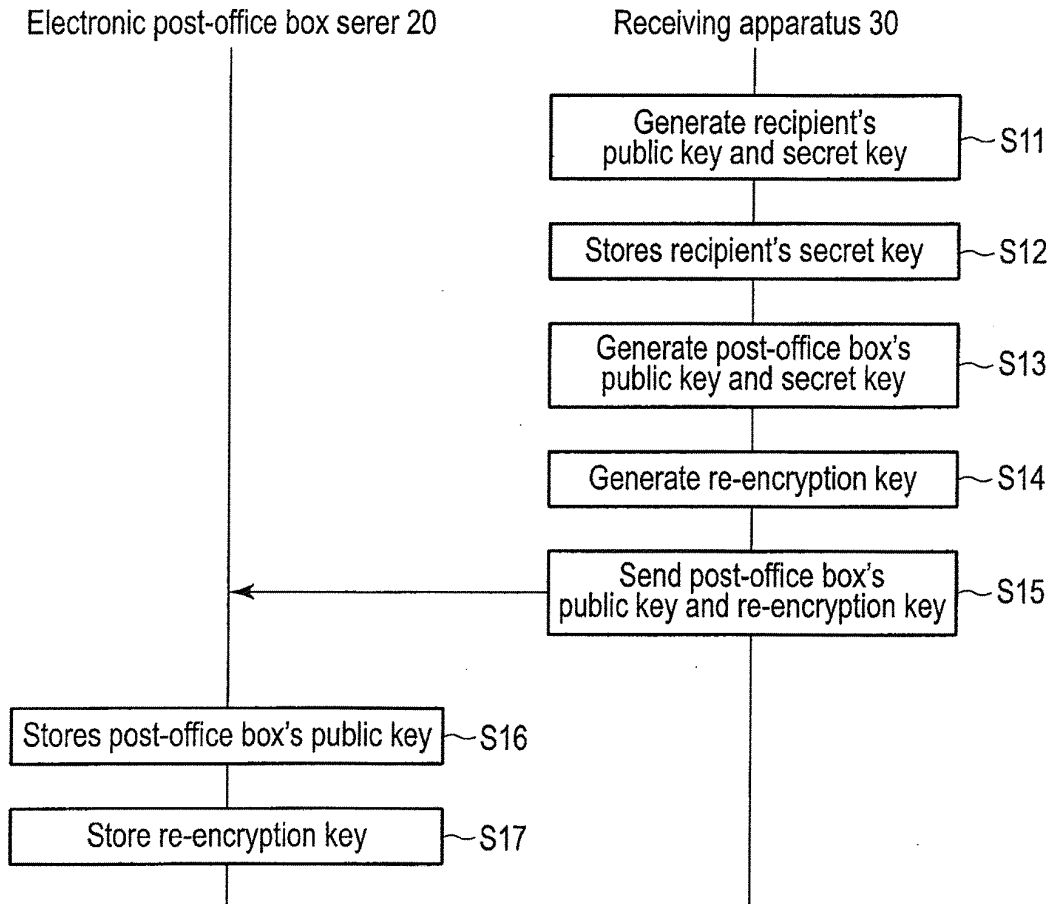 Electronic post-office box serer 20
Receiving apparatus 30
Generate recipient's
public key and secret key
S11
Stores recipient's secret key
S12
Generate post-office box's
public key and secret key
S13
Generate re-encryption key
S14
Send post-office box's
public key and re-encryption key
S15
Stores post-office box's public key
S16
Store re-encryption key
S17